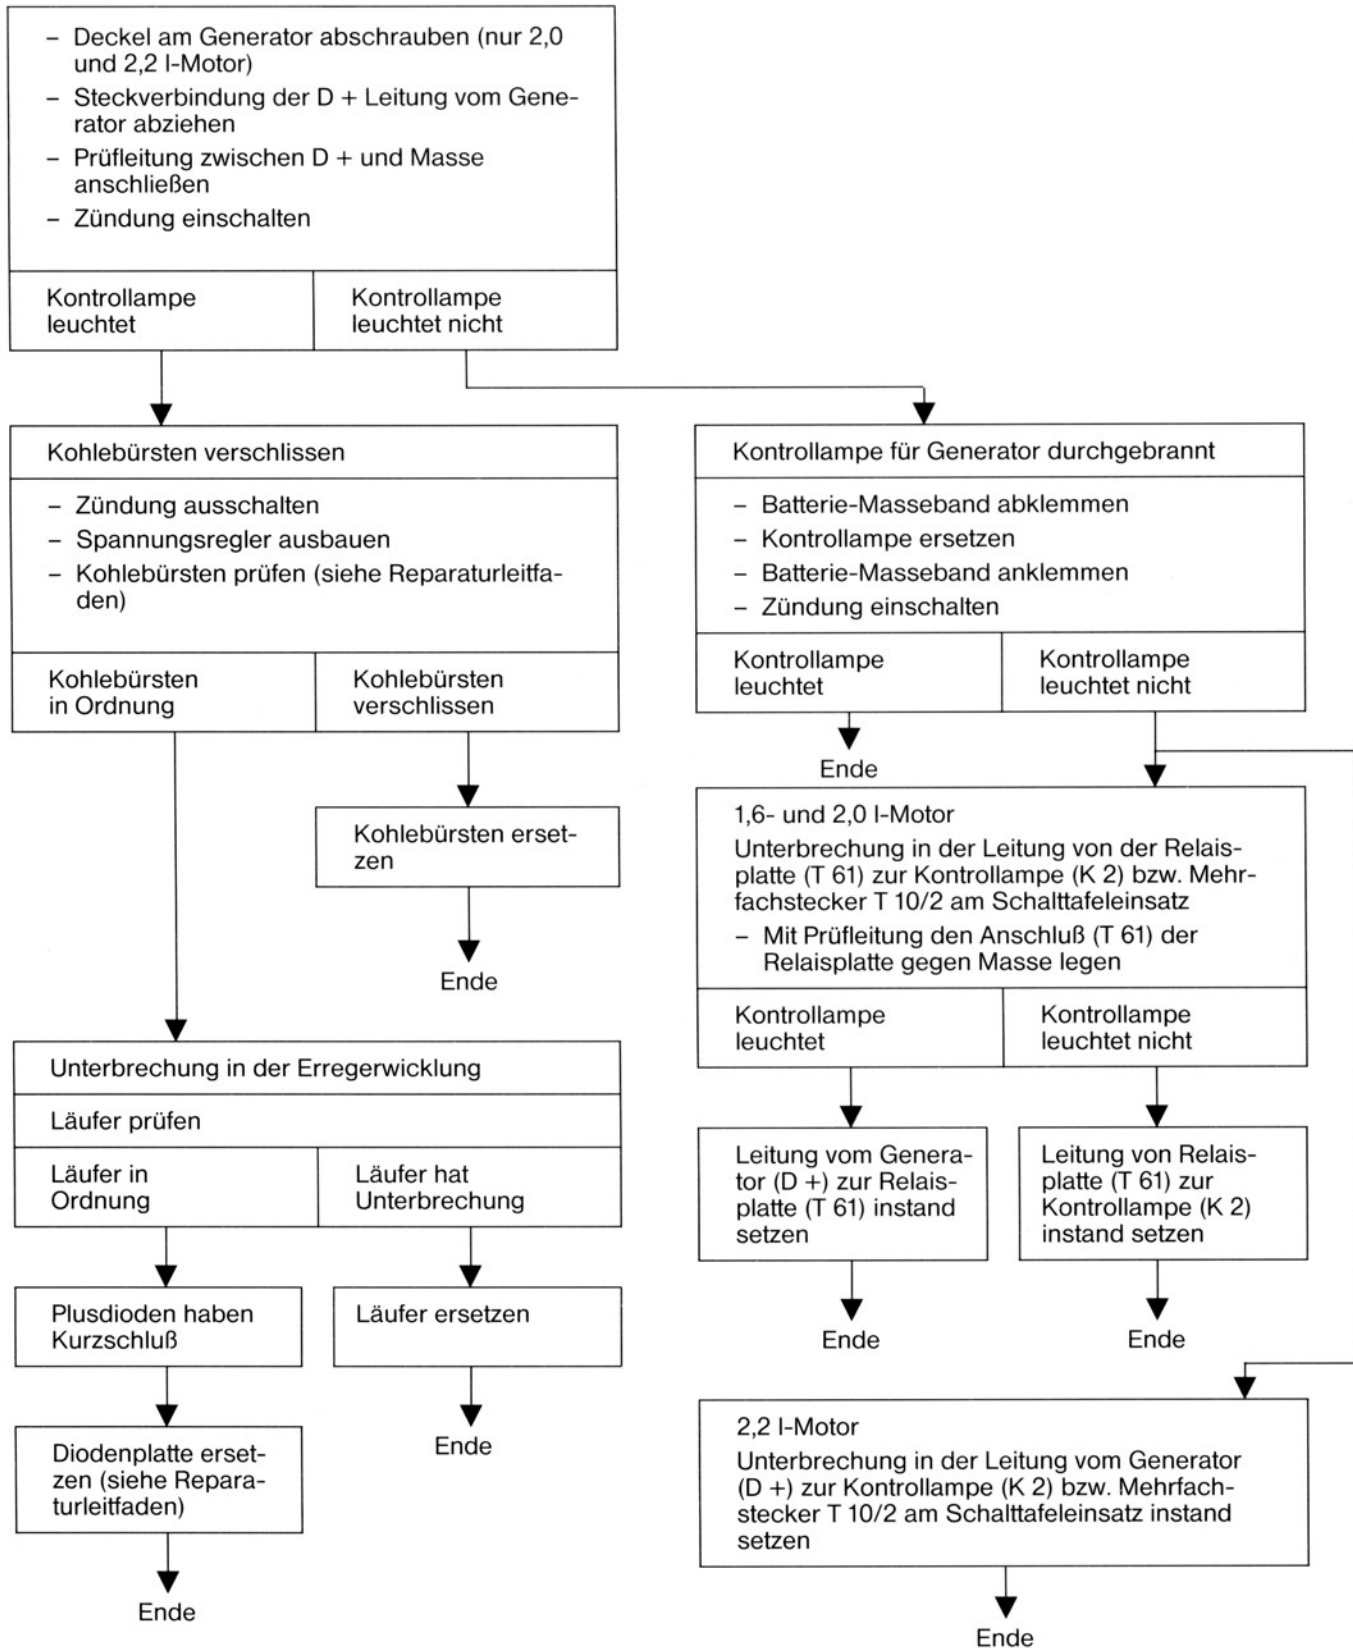 – Deckel am Generator abschrauben (nur 2,0
und 2,2 l-Motor)
– Steckverbindung der D + Leitung vom Gene-
rator abziehen
– Prüfleitung zwischen D + und Masse
anschließen
– Zündung einschalten
Kontrollampe
leuchtet
Kontrollampe
leuchtet nicht
Kohlebürsten verschlissen
– Zündung ausschalten
– Spannungsregler ausbauen
– Kohlebürsten prüfen (siehe Reparaturleitfa-
den)
Kohlebürsten
in Ordnung
Kohlebürsten
verschlissen
Kohlebürsten erset-
zen
Ende
Unterbrechung in der Erregerwicklung
Läufer prüfen
Läufer in
Ordnung
Läufer hat
Unterbrechung
Plusdioden haben
Kurzschluß
Läufer ersetzen
Diodenplatte erset-
zen (siehe Repara-
turleitfaden)
Ende
Ende
Kontrollampe für Generator durchgebrannt
– Batterie-Masseband abklemmen
– Kontrollampe ersetzen
– Batterie-Masseband anklemmen
– Zündung einschalten
Kontrollampe
leuchtet
Kontrollampe
leuchtet nicht
Ende
1,6- und 2,0 l-Motor
Unterbrechung in der Leitung von der Relais-
platte (T 61) zur Kontrollampe (K 2) bzw. Mehr-
fachstecker T 10/2 am Schalttafeleinsatz
– Mit Prüfleitung den Anschluß (T 61) der
Relaisplatte gegen Masse legen
Kontrollampe
leuchtet
Kontrollampe
leuchtet nicht
Leitung vom Genera-
tor (D +) zur Relais-
platte (T 61) instand
setzen
Leitung von Relais-
platte (T 61) zur
Kontrollampe (K 2)
instand setzen
Ende
Ende
2,2 l-Motor
Unterbrechung in der Leitung vom Generator
(D +) zur Kontrollampe (K 2) bzw. Mehrfach-
stecker T 10/2 am Schalttafeleinsatz instand
setzen
Ende